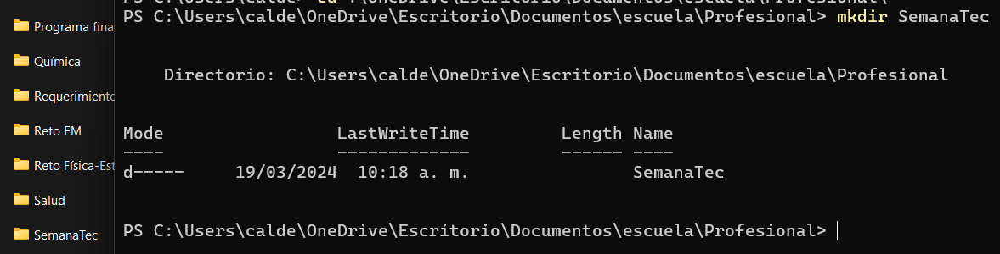 Programa fina
Química
Requerimiento
Reto EM
Reto Física-Est
Salud
SemanaTec
PS C:\Users\calde\OneDrive\Escritorio\Documentos\escuela\Profesional> mkdir SemanaTec
Directorio: C:\Users\calde\OneDrive\Escritorio\Documentos\escuela\Profesional
Mode LastWriteTime Length Name
---- ------------- ------ ----
d----- 19/03/2024 10:18 a. m. SemanaTec
PS C:\Users\calde\OneDrive\Escritorio\Documentos\escuela\Profesional>